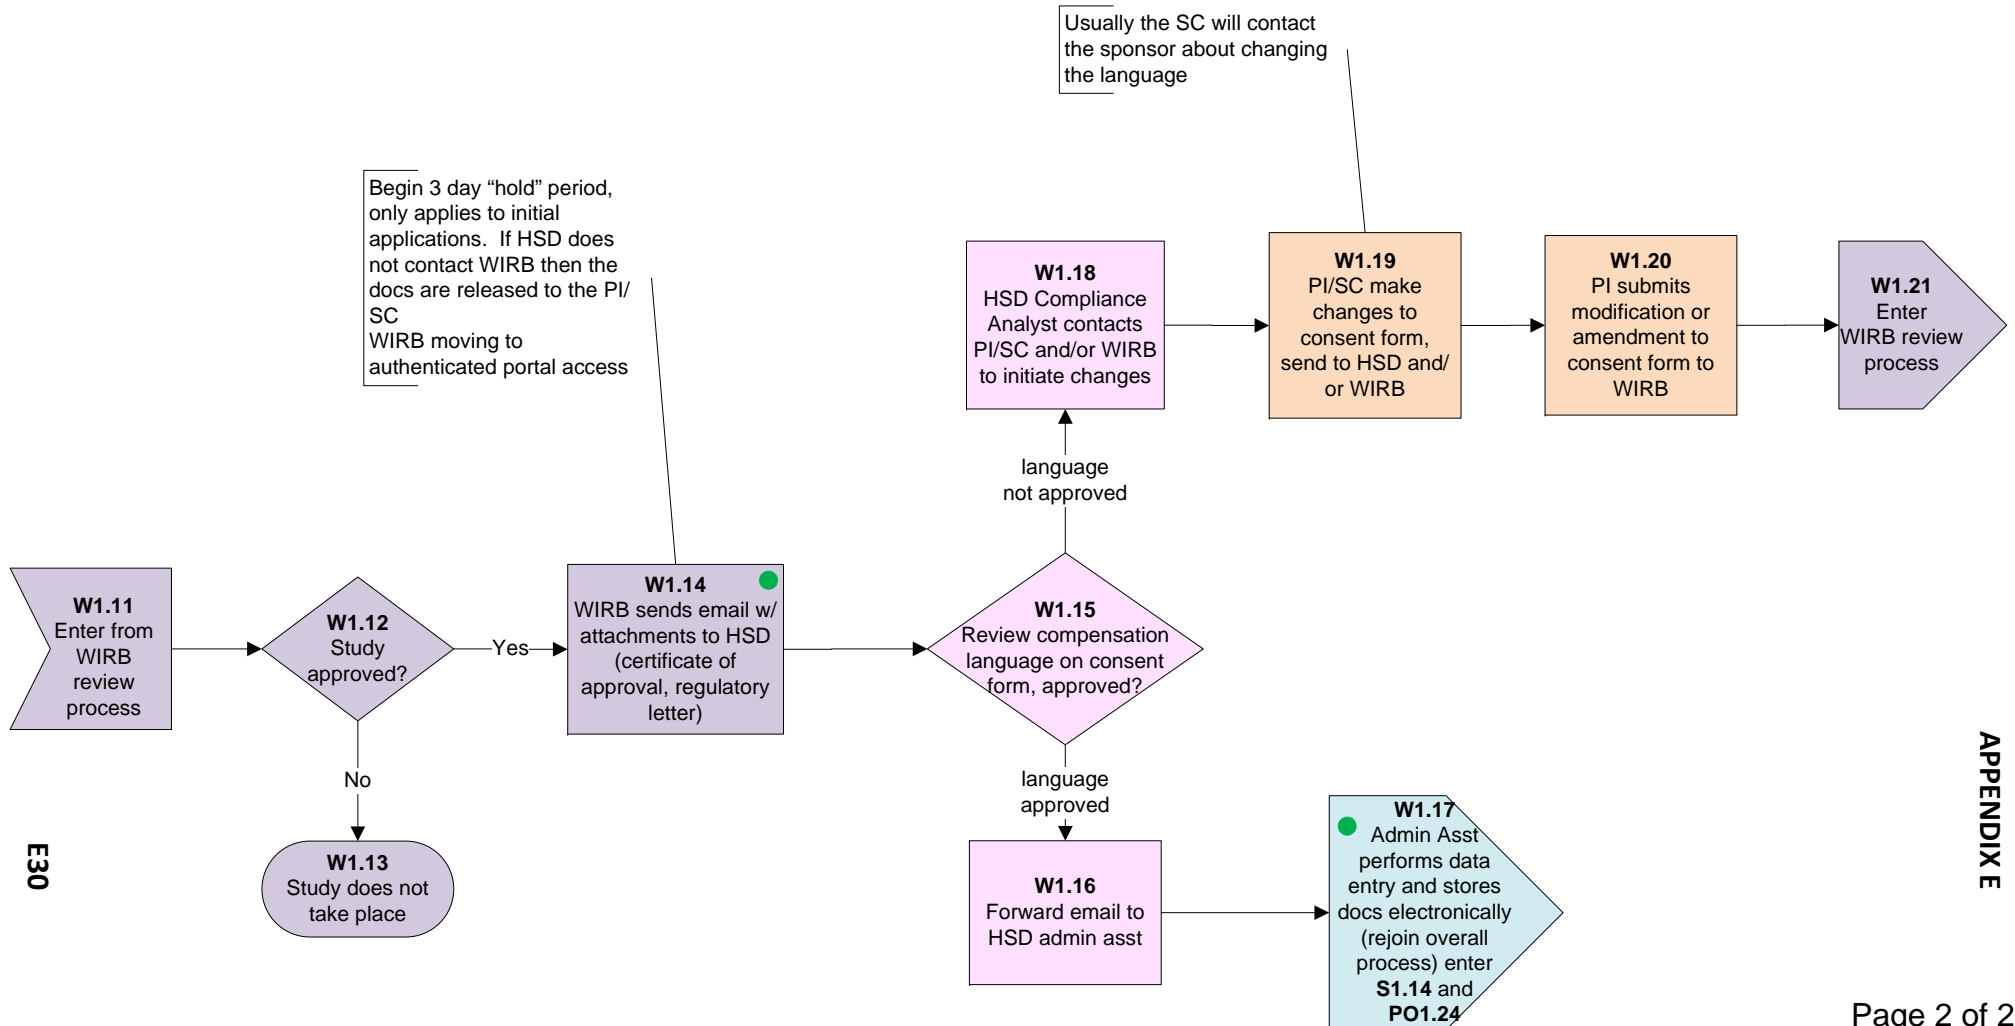 Usually the SC will contact
the sponsor about changing
the language
Begin 3 day “hold” period,
only applies to initial
applications.  If HSD does
not contact WIRB then the
docs are released to the PI/
SC
WIRB moving to
authenticated portal access
W1.18
HSD Compliance
Analyst contacts
PI/SC and/or WIRB
to initiate changes
W1.19
PI/SC make
changes to
consent form,
send to HSD and/
or WIRB
W1.20
PI submits
modification or
amendment to
consent form to
WIRB
W1.21
Enter
WIRB review
process
language
not approved
W1.11
Enter from
WIRB
review
process
W1.12
Study
approved?
Yes
W1.14
WIRB sends email w/
attachments to HSD
(certificate of
approval, regulatory
letter)
W1.15
Review compensation
language on consent
form, approved?
No
W1.13
Study does not
take place
language
approved
W1.16
Forward email to
HSD admin asst
W1.17
Admin Asst
performs data
entry and stores
docs electronically
(rejoin overall
process) enter
S1.14 and
PO1.24
E30
APPENDIX E
Page 2 of 2